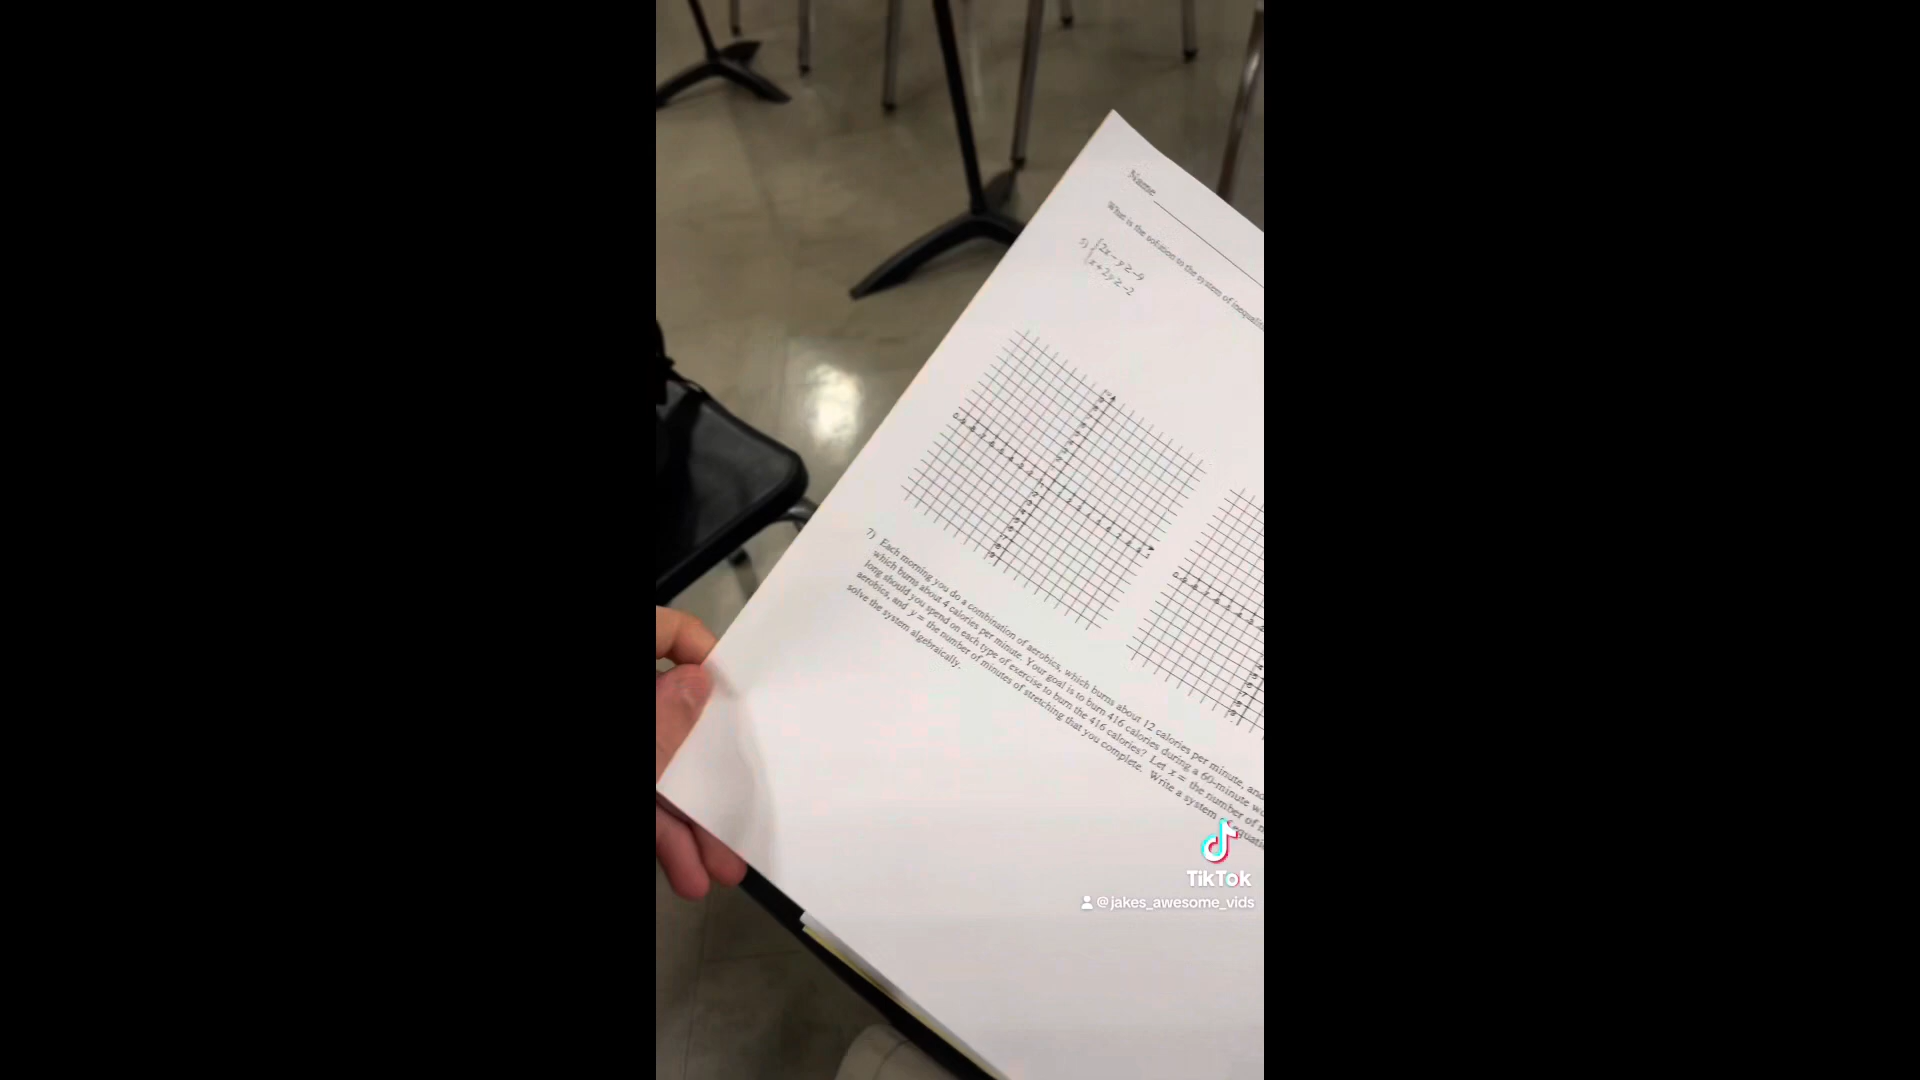 Name
What is the solution to the system of
5) {2x - y ≥ -9
{x + 2y ≥ -2
7) Each morning you do a combination of aerobics, which burns about 12 calories per minute, and
which burns about 4 calories per minute. Your goal is to burn 416 calories during a 60-minute
long should you spend on each type of exercise to burn the 416 calories? Let x = the number of
aerobics, and y = the number of minutes of stretching that you complete. Write a system of
solve the system algebraically.
TikTok
@jakes_awesome_vids